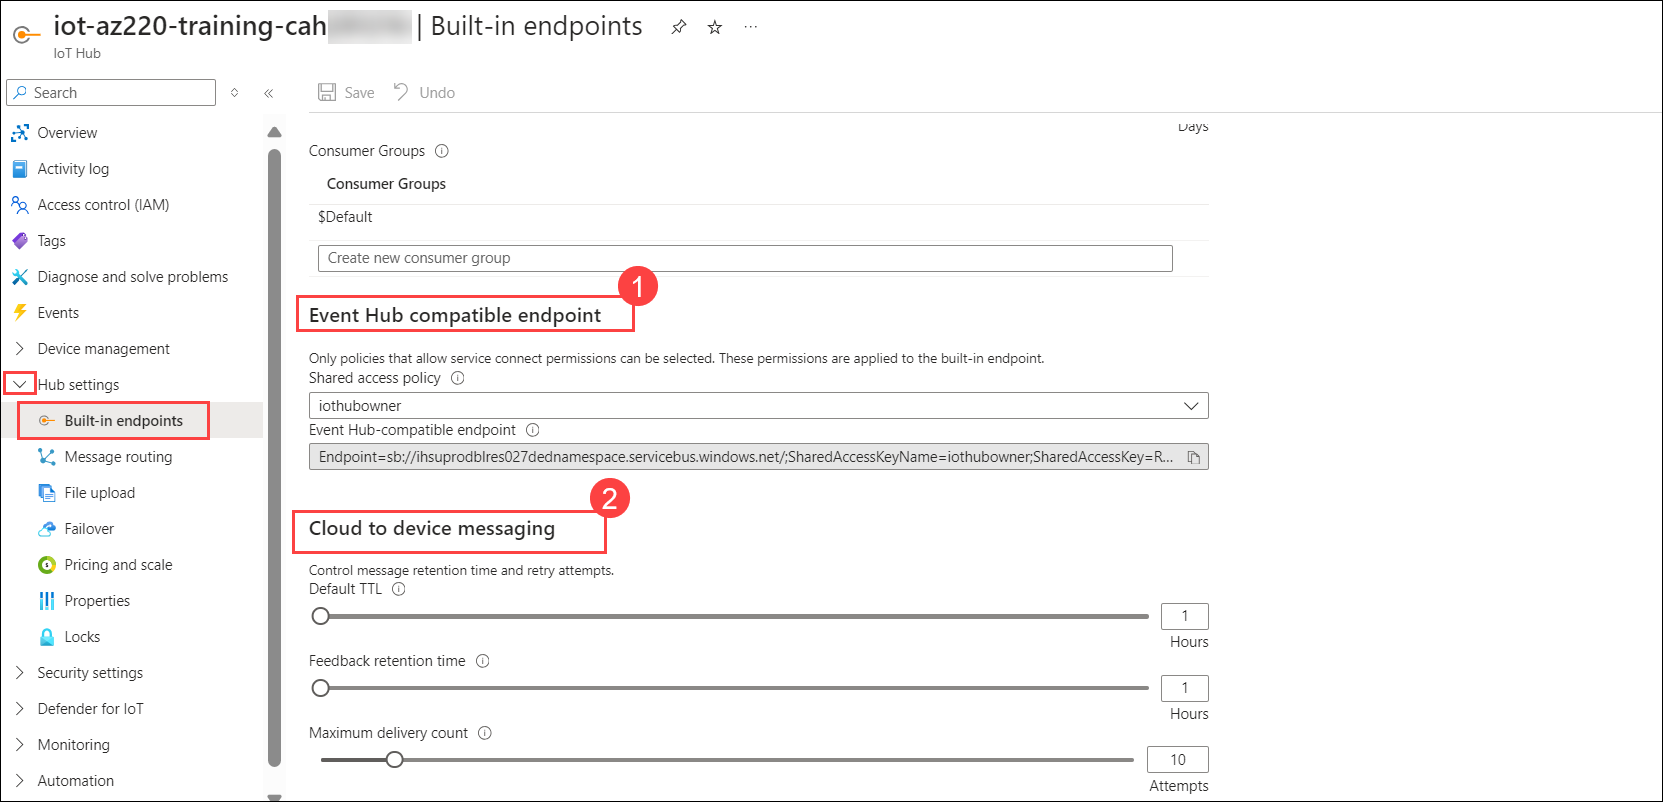 iot-az220-training-cah | Built-in endpoints ...
IoT Hub
Search
Save Undo
Overview
Activity log
Access control (IAM)
Tags
Diagnose and solve problems
Events
Device management
Hub settings
Built-in endpoints
Message routing
File upload
Failover
Pricing and scale
Properties
Locks
Security settings
Defender for IoT
Monitoring
Automation
Days
Consumer Groups
Consumer Groups
$Default
Create new consumer group
1
Event Hub compatible endpoint
Only policies that allow service connect permissions can be selected. These permissions are applied to the built-in endpoint.
Shared access policy
iothubowner
Event Hub-compatible endpoint
Endpoint=sb://ihsuprodblres027dednamespace.servicebus.windows.net/;SharedAccessKeyName=iothubowner;SharedAccessKey=R...
2
Cloud to device messaging
Control message retention time and retry attempts.
Default TTL
1
Hours
Feedback retention time
1
Hours
Maximum delivery count
10
Attempts